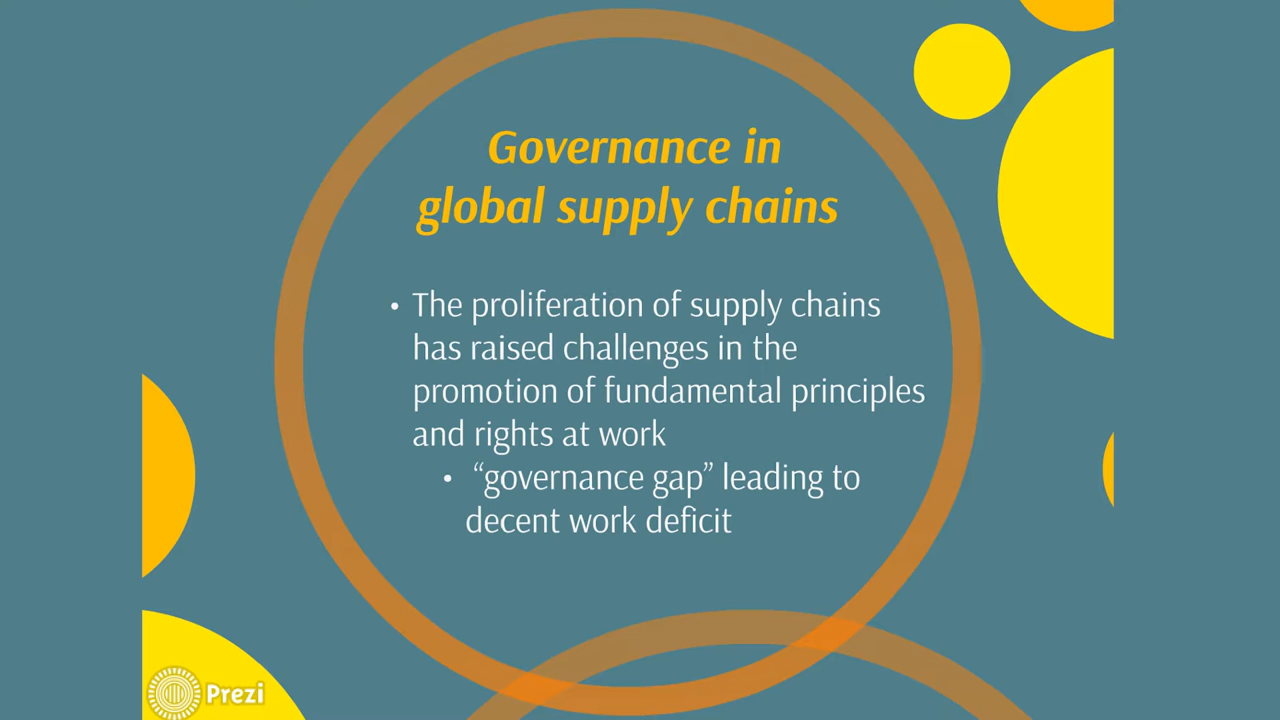 Governance in
global supply chains
• The proliferation of supply chains
has raised challenges in the
promotion of fundamental principles
and rights at work
• “governance gap” leading to
decent work deficit
Prezi